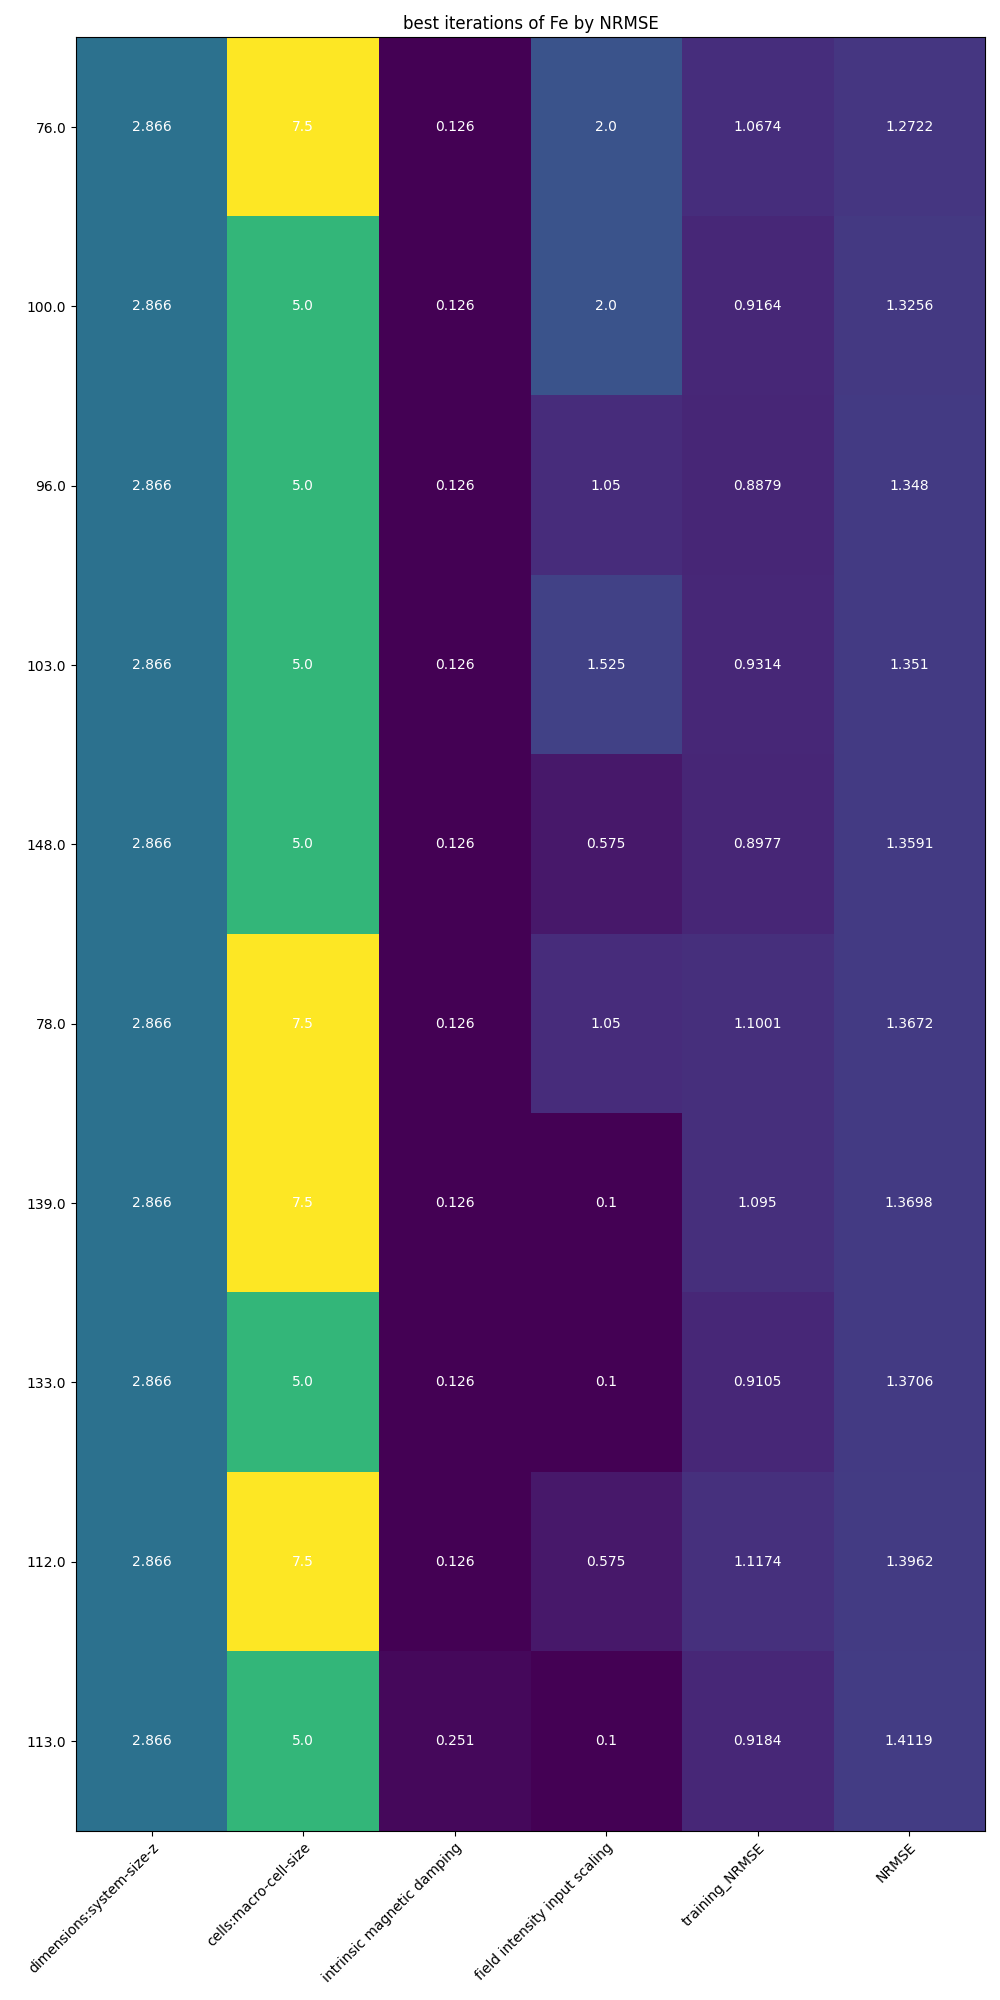 best iterations of Fe by NRMSE
76.0 2.866 7.5 0.126 2.0 1.0674 1.2722
100.0 2.866 5.0 0.126 2.0 0.9164 1.3256
96.0 2.866 5.0 0.126 1.05 0.8879 1.348
103.0 2.866 5.0 0.126 1.525 0.9314 1.351
148.0 2.866 5.0 0.126 0.575 0.8977 1.3591
78.0 2.866 7.5 0.126 1.05 1.1001 1.3672
139.0 2.866 7.5 0.126 0.1 1.095 1.3698
133.0 2.866 5.0 0.126 0.1 0.9105 1.3706
112.0 2.866 7.5 0.126 0.575 1.1174 1.3962
113.0 2.866 5.0 0.251 0.1 0.9184 1.4119
dimensions:system-size-z
cells:macro-cell-size
intrinsic magnetic damping
field intensity input scaling
training_NRMSE
NRMSE